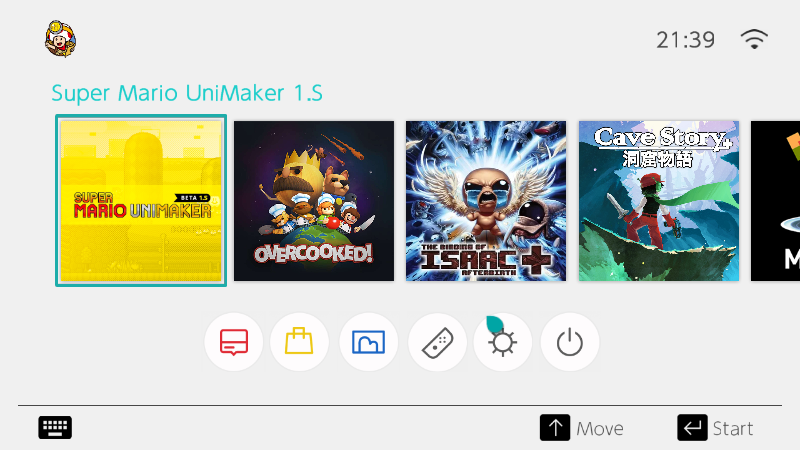 21:39
Super Mario UniMaker 1.S
SUPER
BETA 1.S
MARIO UNIMAKER
OVERCOOKED!
THE BINDING OF
ISAAC +
AFTERBIRTH
Cave Story+
洞窟物語
M
Move
Start